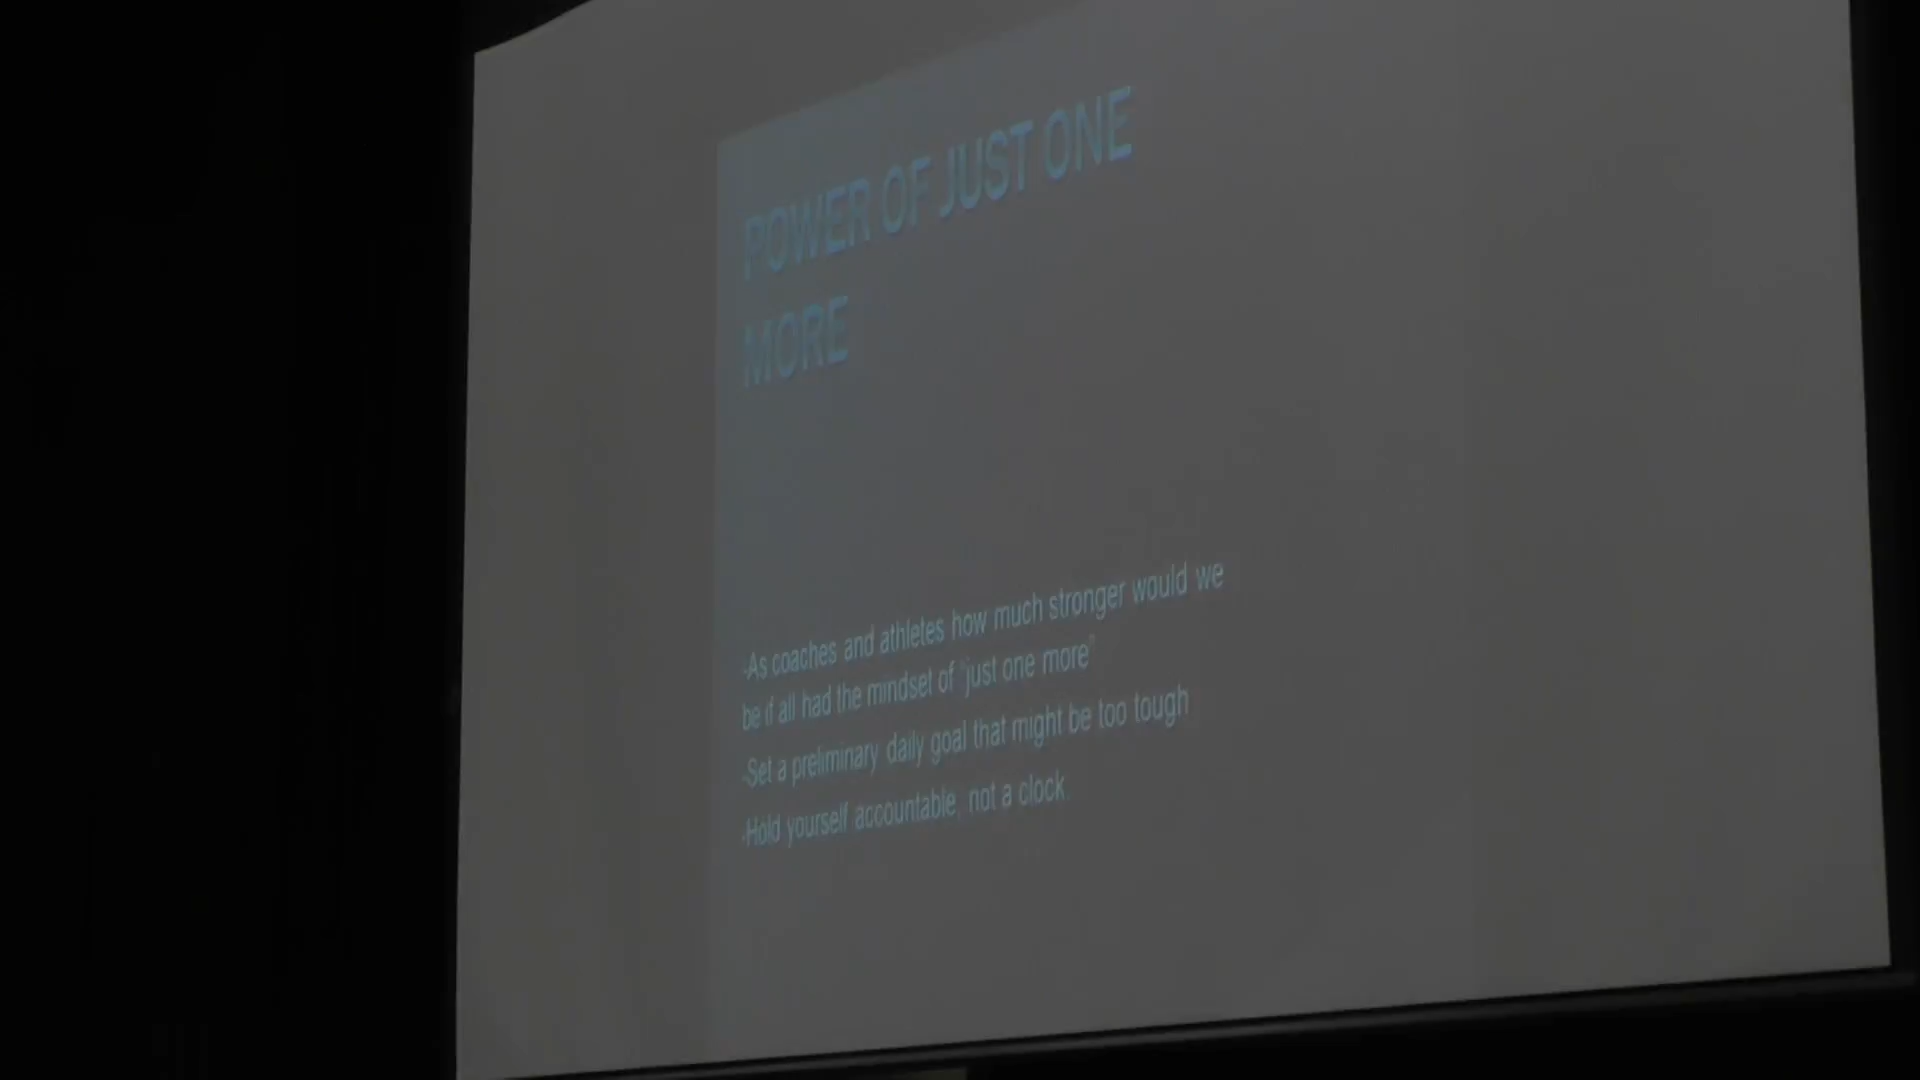 POWER OF JUST ONE
MORE
-As coaches and athletes how much stronger would we
be if all had the mindset of "just one more"
-Set a preliminary daily goal that might be too tough
-Hold yourself accountable, not a clock.